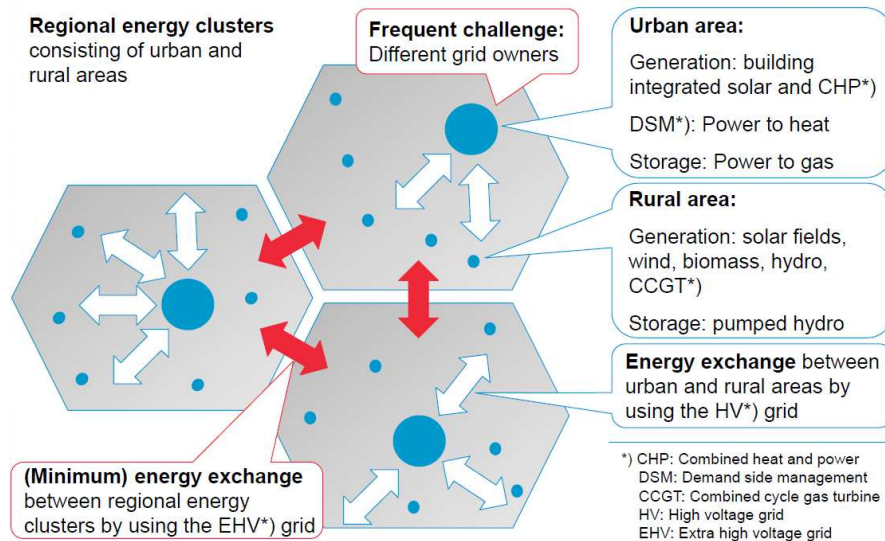 Regional energy clusters
consisting of urban and
rural areas
Frequent challenge:
Different grid owners
Urban area:
Generation: building
integrated solar and CHP*)
DSM*): Power to heat
Storage: Power to gas
Rural area:
Generation: solar fields,
wind, biomass, hydro,
CCGT*)
Storage: pumped hydro
Energy exchange between
urban and rural areas by
using the HV*) grid
(Minimum) energy exchange
between regional energy
clusters by using the EHV*) grid
*) CHP: Combined heat and power
DSM: Demand side management
CCGT: Combined cycle gas turbine
HV: High voltage grid
EHV: Extra high voltage grid